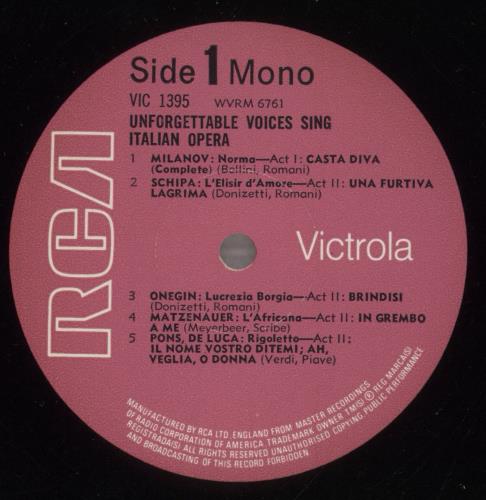 Side 1 Mono
VIC 1395 WVRM 6761
UNFORGETTABLE VOICES SING
ITALIAN OPERA
1 MILANOV: Norma—Act I: CASTA DIVA
(Complete) (Bellini, Romani)
2 SCHIPA: L'Elisir d'Amore—Act II: UNA FURTIVA
LAGRIMA (Donizetti, Romani)
RCA
Victrola
3 ONEGIN: Lucrezia Borgia—Act II: BRINDISI
(Donizetti, Romani)
4 MATZENAUER: L'Africana—Act II: IN GREMBO
A ME (Meyerbeer, Scribe)
5 PONS, DE LUCA: Rigoletto—Act II:
IL NOME VOSTRO DITEMI; AH,
VEGLIA, O DONNA (Verdi, Piave)
MANUFACTURED BY RCA LTD. ENGLAND FROM MASTER RECORDINGS
OF RADIO CORPORATION OF AMERICA TRADEMARK OWNER. TM(S) ® REG MARCA(S)
REGISTRADA(S) ALL RIGHTS RESERVED UNAUTHORISED COPYING PUBLIC PERFORMANCE
AND BROADCASTING OF THIS RECORD FORBIDDEN